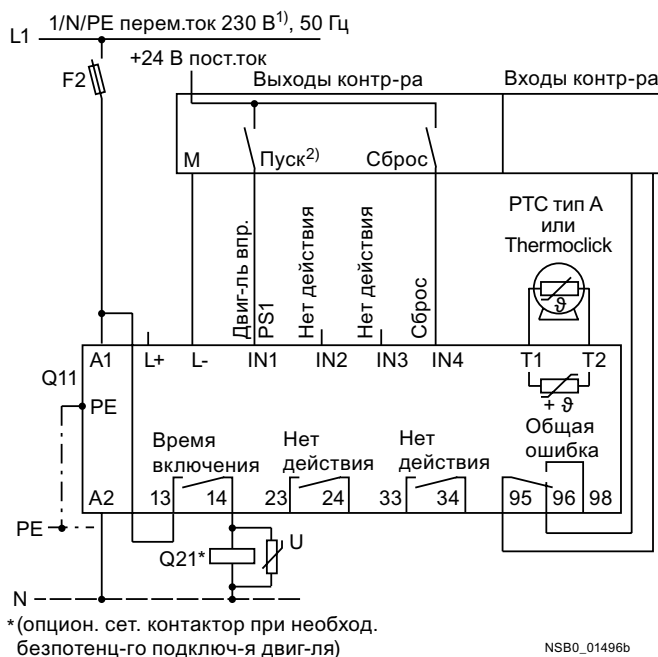 1/N/PE перем.ток 230 В1), 50 Гц
L1
+24 В пост.ток
F2
Выходы контр-ра
Входы контр-ра
M
Пуск2)
Сброс
PTC тип А
или
Thermoclick
Двиг-ль впр.
PS1
Нет действия
Нет действия
Сброс
ϑ
A1
L+
L-
IN1
IN2
IN3
IN4
T1
T2
Q11
PE
+ ϑ
Время
включения
Нет
действия
Нет
действия
Общая
ошибка
A2
13
14
23
24
33
34
95
96
98
PE
Q21*
U
N
*(опцион. сет. контактор при необход.
безпотенц-го подключ-я двиг-ля)
NSB0_01496b